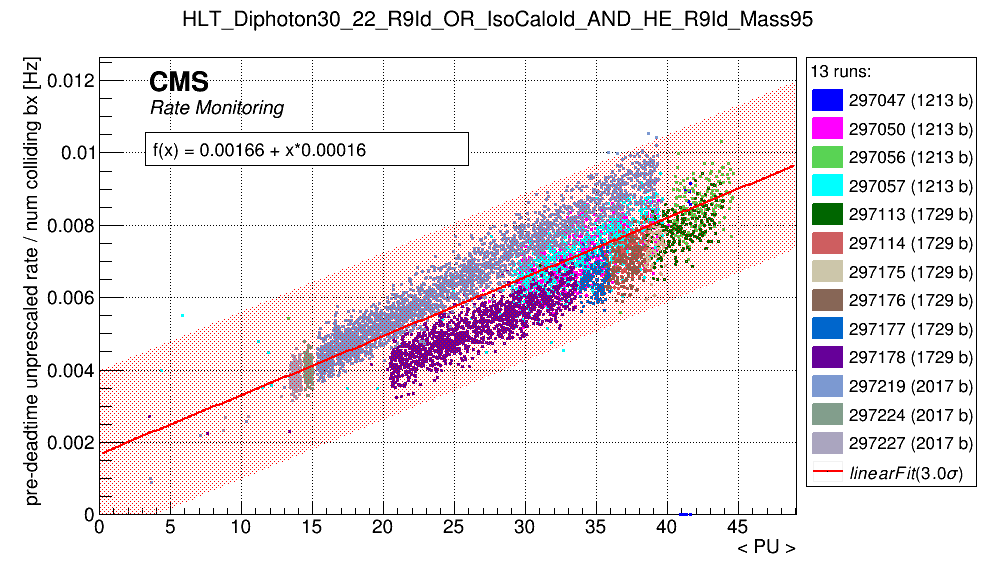 HLT_Diphoton30_22_R9Id_OR_IsoCaloId_AND_HE_R9Id_Mass95
pre-deadtime unprescaled rate / num colliding bx [Hz]
0.012
0.01
0.008
0.006
0.004
0.002
0
CMS
Rate Monitoring
f(x) = 0.00166 + x*0.00016
0 5 10 15 20 25 30 35 40 45
< PU >
13 runs:
297047 (1213 b)
297050 (1213 b)
297056 (1213 b)
297057 (1213 b)
297113 (1729 b)
297114 (1729 b)
297175 (1729 b)
297176 (1729 b)
297177 (1729 b)
297178 (1729 b)
297219 (2017 b)
297224 (2017 b)
297227 (2017 b)
linearFit(3.0σ)